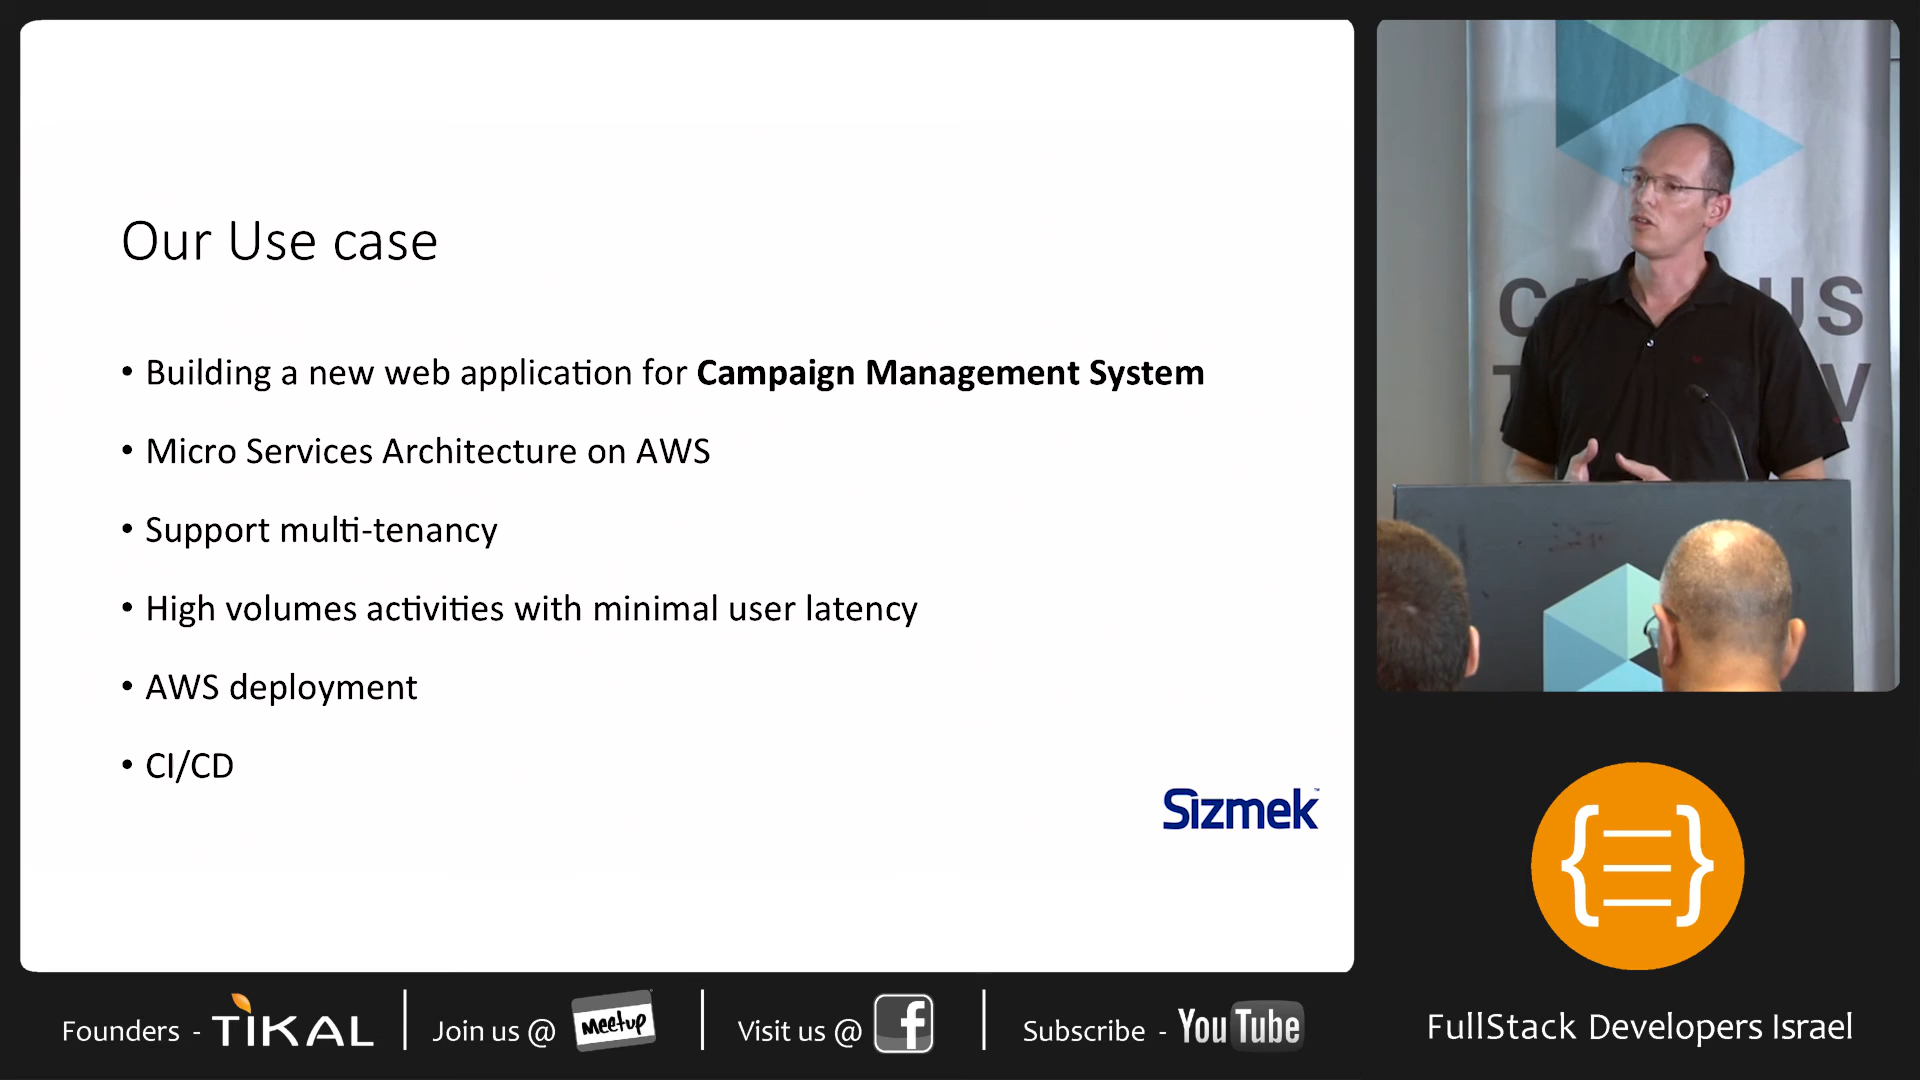 Our Use case
• Building a new web application for Campaign Management System
• Micro Services Architecture on AWS
• Support multi-tenancy
• High volumes activities with minimal user latency
• AWS deployment
• CI/CD
Sizmek
Founders - TIKAL
Join us @ Meetup
Visit us @ f
Subscribe - YouTube
{≡}
FullStack Developers Israel